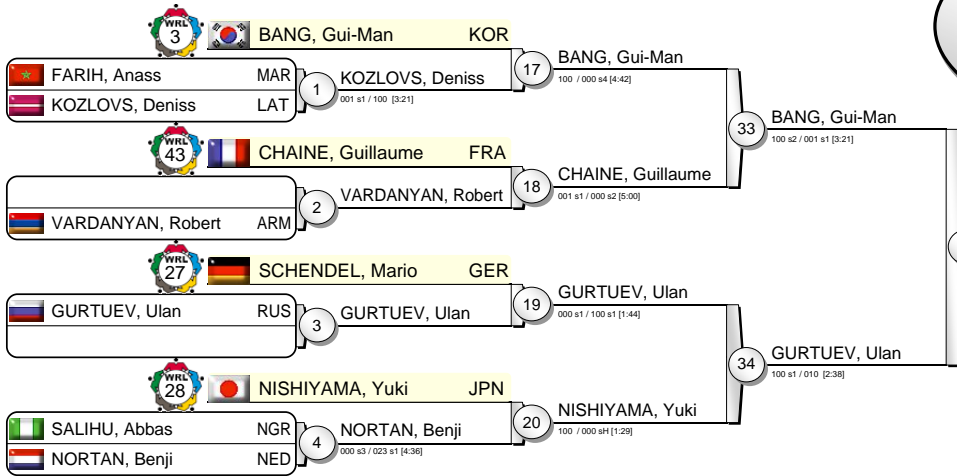 WRL
3
BANG, Gui-Man KOR
FARIH, Anass MAR
KOZLOVS, Deniss LAT
1
KOZLOVS, Deniss
001 s1 / 100 [3:21]
17
BANG, Gui-Man
100 / 000 s4 [4:42]
WRL
43
CHAINE, Guillaume FRA
VARDANYAN, Robert ARM
2
VARDANYAN, Robert
18
CHAINE, Guillaume
001 s1 / 000 s2 [5:00]
33
BANG, Gui-Man
100 s2 / 001 s1 [3:21]
WRL
27
SCHENDEL, Mario GER
GURTUEV, Ulan RUS
3
GURTUEV, Ulan
19
GURTUEV, Ulan
000 s1 / 100 s1 [1:44]
WRL
28
NISHIYAMA, Yuki JPN
SALIHU, Abbas NGR
NORTAN, Benji NED
4
NORTAN, Benji
000 s3 / 023 s1 [4:36]
20
NISHIYAMA, Yuki
100 / 000 sH [1:29]
34
GURTUEV, Ulan
100 s1 / 010 [2:38]